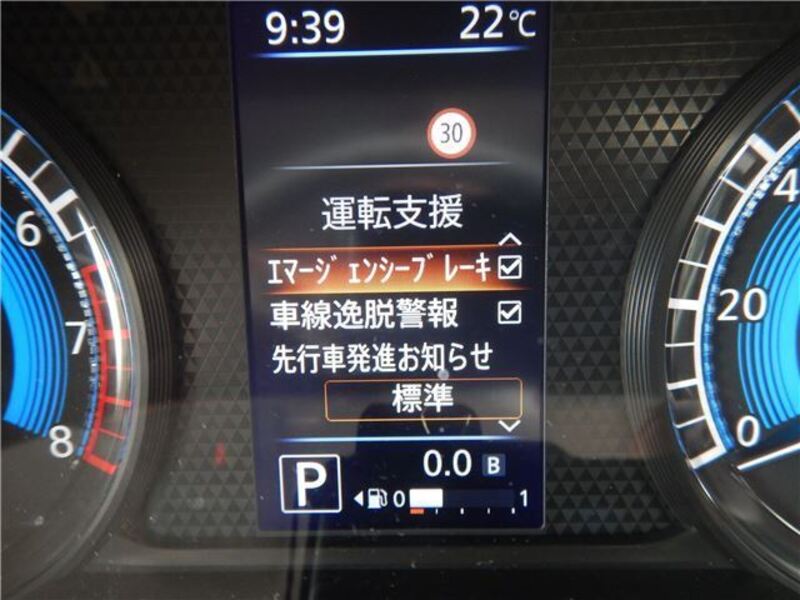 9:39 22℃
30
運転支援
エマージェンシーブレーキ
車線逸脱警報
先行車発進お知らせ
標準
P 0.0 B
0 1
6
7
8
4
20
0